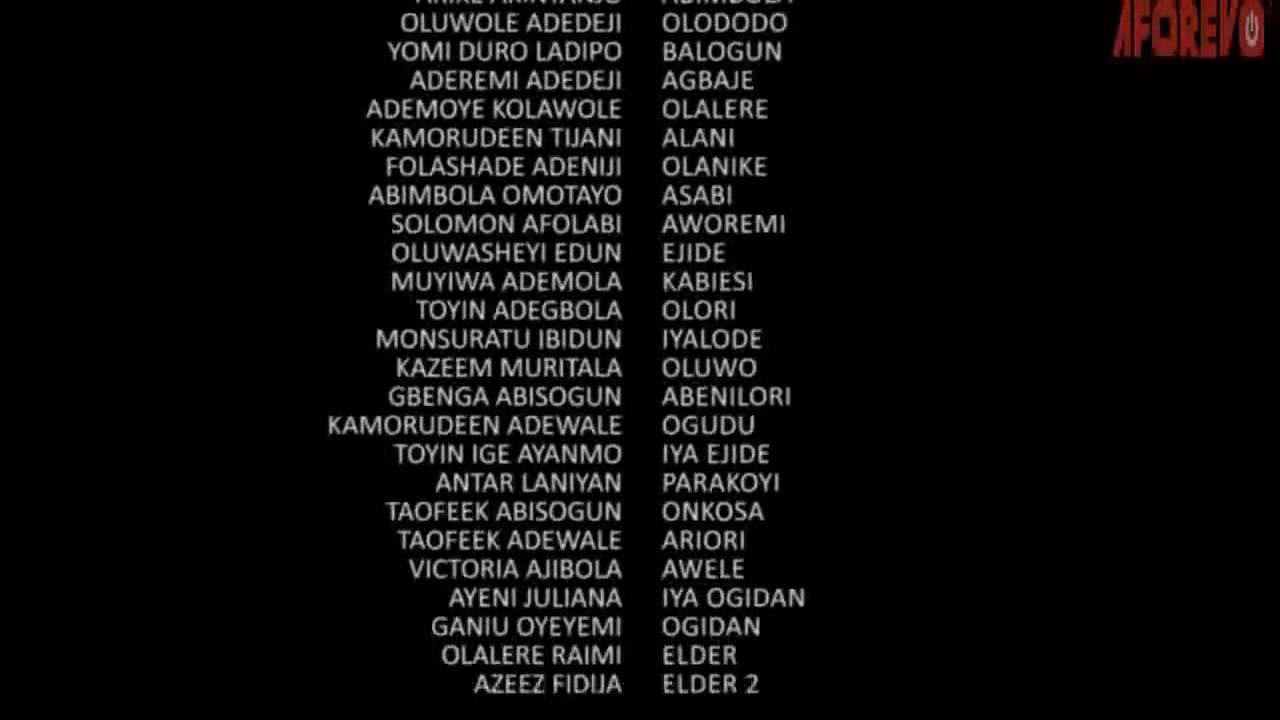 AFOREVO
OLUWOLE ADEDEJI OLODODO
YOMI DURO LADIPO BALOGUN
ADEREMI ADEDEJI AGBAJE
ADEMOYE KOLAWOLE OLALERE
KAMORUDEEN TIJANI ALANI
FOLASHADE ADENIJI OLANIKE
ABIMBOLA OMOTAYO ASABI
SOLOMON AFOLABI AWOREMI
OLUWASHEYI EDUN EJIDE
MUYIWA ADEMOLA KABIESI
TOYIN ADEGBOLA OLORI
MONSURATU IBIDUN IYALODE
KAZEEM MURITALA OLUWO
GBENGA ABISOGUN ABENILORI
KAMORUDEEN ADEWALE OGUDU
TOYIN IGE AYANMO IYA EJIDE
ANTAR LANIYAN PARAKOYI
TAOFEEK ABISOGUN ONKOSA
TAOFEEK ADEWALE ARIORI
VICTORIA AJIBOLA AWELE
AYENI JULIANA IYA OGIDAN
GANIU OYEYEMI OGIDAN
OLALERE RAIMI ELDER
AZEEZ FIDIJA ELDER 2